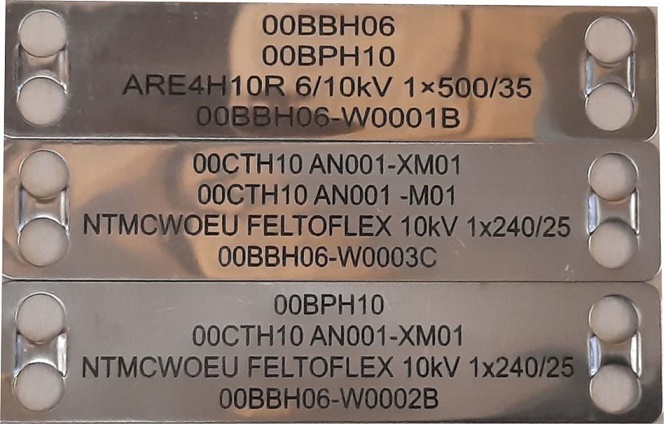 00BBH06
00BPH10
ARE4H10R 6/10kV 1×500/35
00BBH06-W0001B
00CTH10 AN001-XM01
00CTH10 AN001 -M01
NTMCWOEU FELTOFLEX 10kV 1x240/25
00BBH06-W0003C
00BPH10
00CTH10 AN001-XM01
NTMCWOEU FELTOFLEX 10kV 1x240/25
00BBH06-W0002B